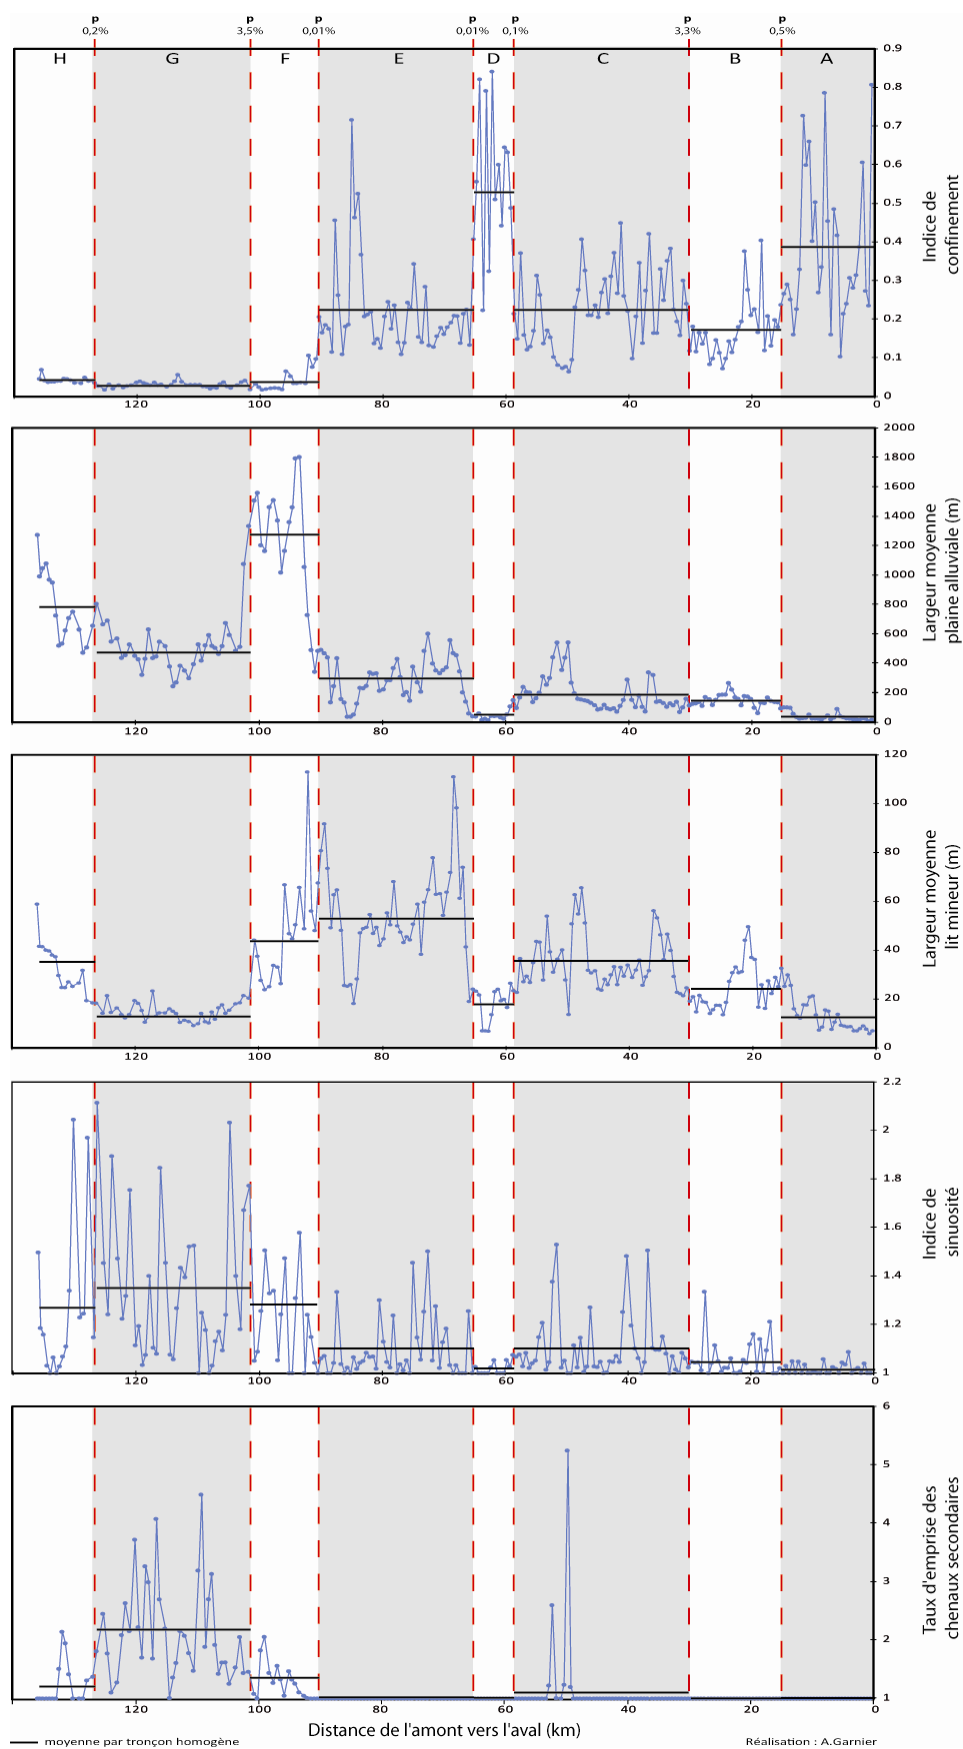 P P P P P P P
0,2% 3,5% 0,01% 0,01% 0,1% 3,3% 0,5%
H G F E D C B A
0.9
0.8
0.7
0.6
0.5
0.4
0.3
0.2
0.1
0
Indice de
confinement
120 100 80 60 40 20 0
2000
1800
1600
1400
1200
1000
800
600
400
200
0
Largeur moyenne
plaine alluviale (m)
120 100 80 60 40 20 0
120
100
80
60
40
20
0
Largeur moyenne
lit mineur (m)
120 100 80 60 40 20 0
2.2
2
1.8
1.6
1.4
1.2
1
Indice de
sinuosité
120 100 80 60 40 20 0
6
5
4
3
2
1
Taux d'emprise des
chenaux secondaires
120 100 80 60 40 20 0
Distance de l'amont vers l'aval (km)
moyenne par tronçon homogène
Réalisation : A.Garnier